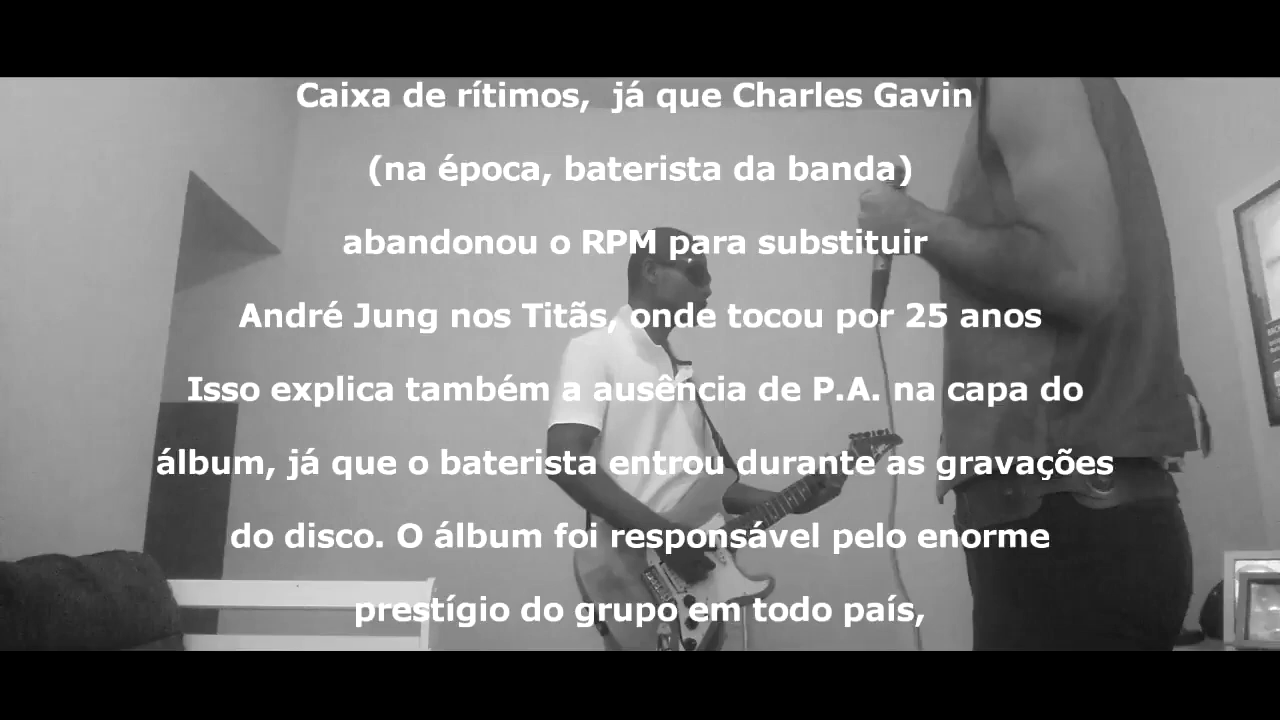 Caixa de rítimos,  já que Charles Gavin
(na época, baterista da banda)
abandonou o RPM para substituir
André Jung nos Titãs, onde tocou por 25 anos
Isso explica também a ausência de P.A. na capa do
álbum, já que o baterista entrou durante as gravações
do disco. O álbum foi responsável pelo enorme
prestígio do grupo em todo país,